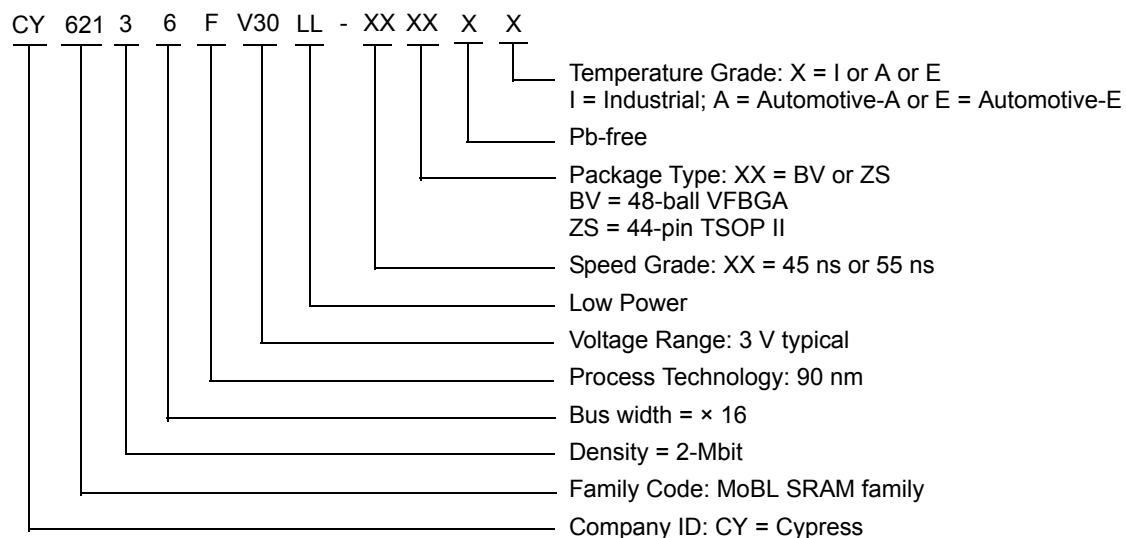 CY 621 3 6 F V30 LL - XX XX X X
Temperature Grade: X = I or A or E
I = Industrial; A = Automotive-A or E = Automotive-E
Pb-free
Package Type: XX = BV or ZS
BV = 48-ball VFBGA
ZS = 44-pin TSOP II
Speed Grade: XX = 45 ns or 55 ns
Low Power
Voltage Range: 3 V typical
Process Technology: 90 nm
Bus width = × 16
Density = 2-Mbit
Family Code: MoBL SRAM family
Company ID: CY = Cypress